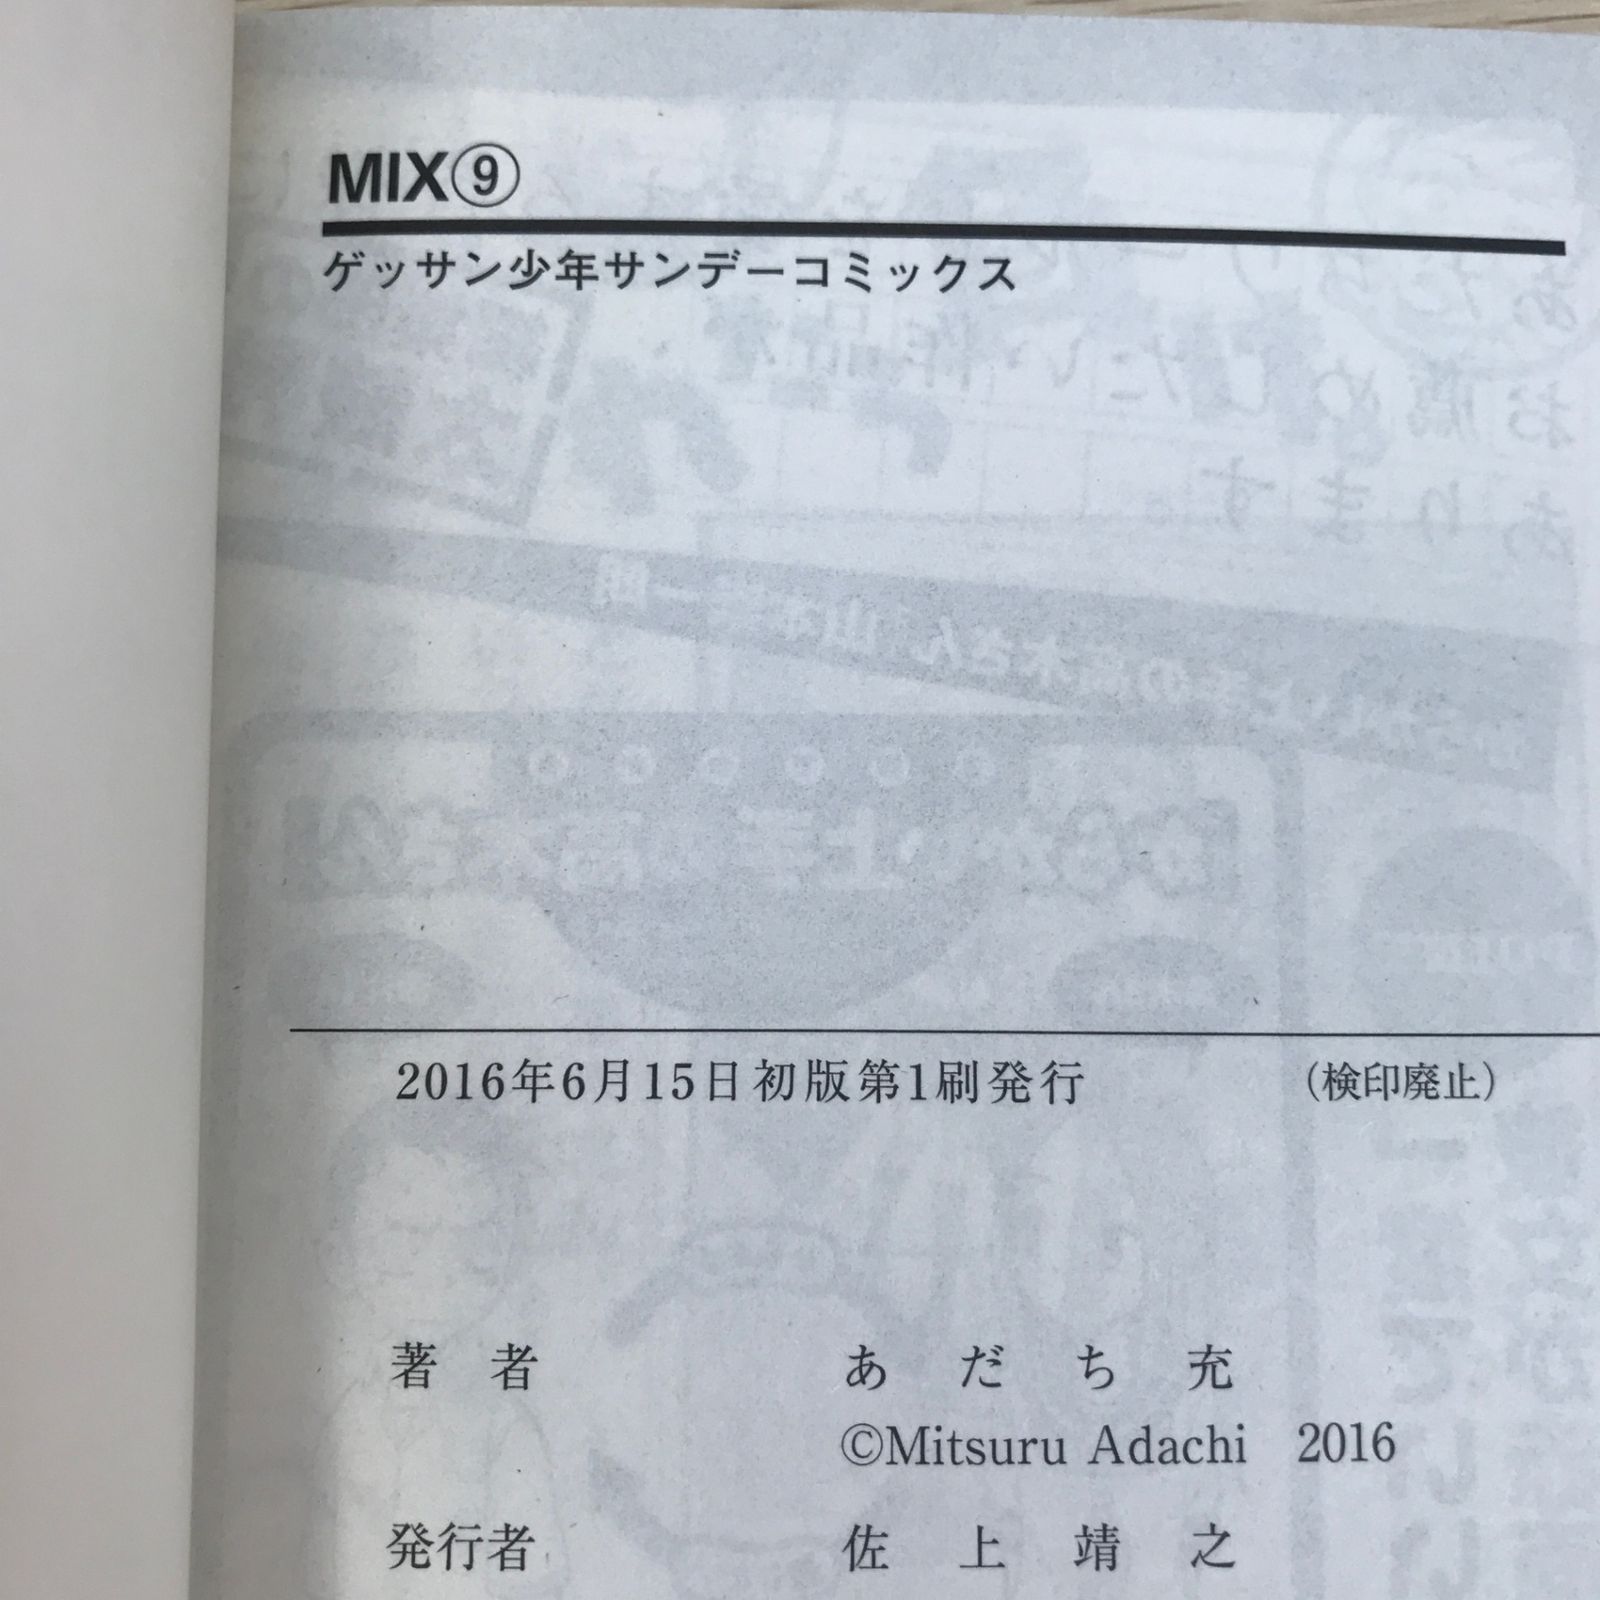 MIX⑨
ゲッサン少年サンデーコミックス
2016年6月15日初版第1刷発行 （検印廃止）
著者 あだち充
©Mitsuru Adachi 2016
発行者 佐上靖之